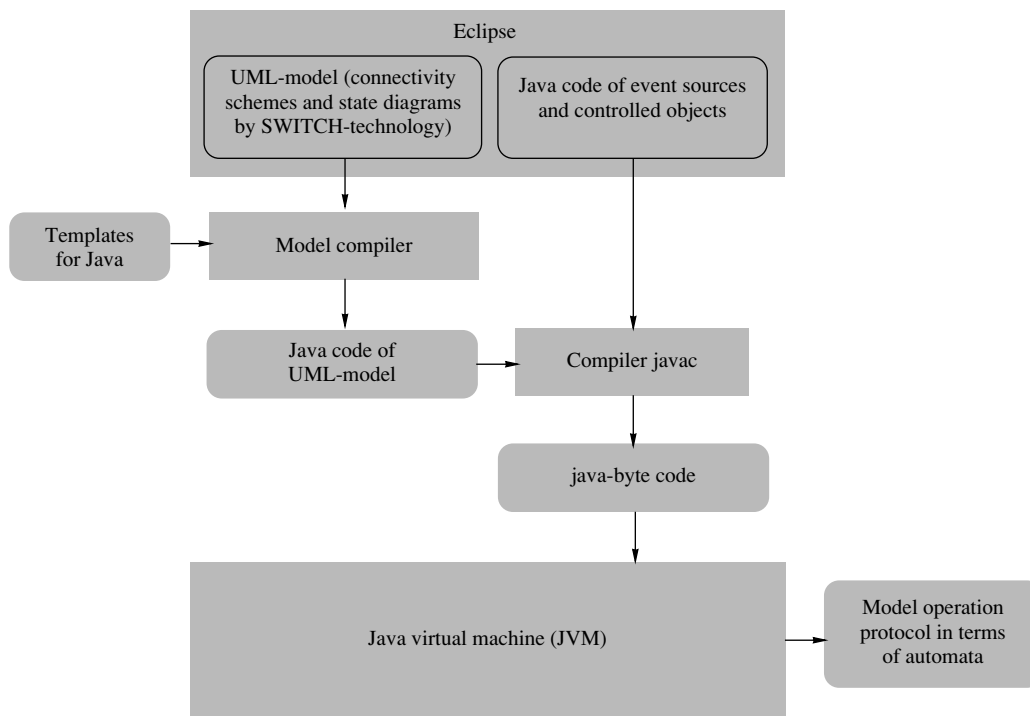 Eclipse
UML-model (connectivity
schemes and state diagrams
by SWITCH-technology)
Java code of event sources
and controlled objects
Templates
for Java
Model compiler
Java code of
UML-model
Compiler javac
java-byte code
Java virtual machine (JVM)
Model operation
protocol in terms
of automata